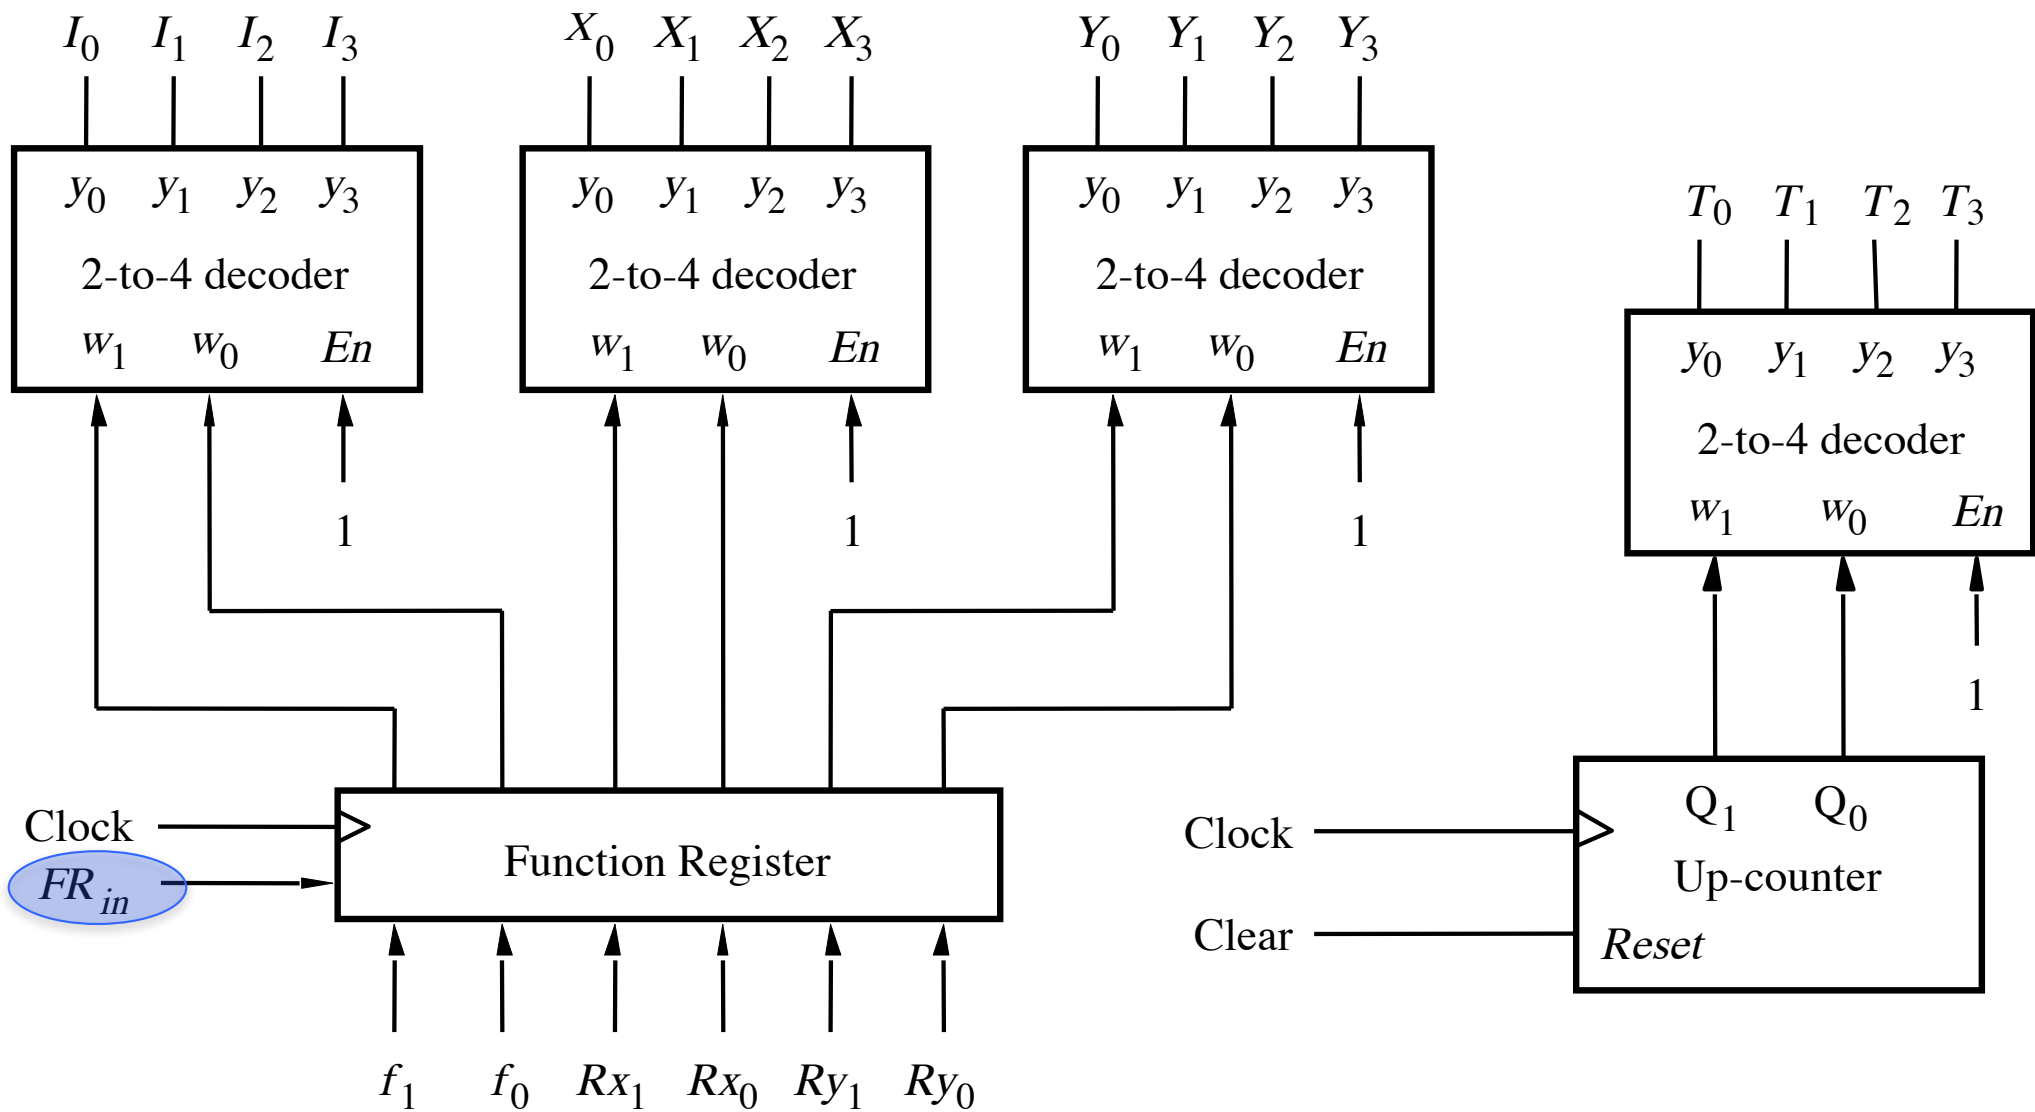 I0 I1 I2 I3 X0 X1 X2 X3 Y0 Y1 Y2 Y3
T0 T1 T2 T3
y0 y1 y2 y3 y0 y1 y2 y3 y0 y1 y2 y3
2-to-4 decoder 2-to-4 decoder 2-to-4 decoder
w1 w0 En w1 w0 En w1 w0 En
y0 y1 y2 y3
2-to-4 decoder
w1 w0 En
1 1 1
1
Clock
FR in
Function Register
f1 f0 Rx1 Rx0 Ry1 Ry0
Clock
Clear
Q1 Q0
Up-counter
Reset